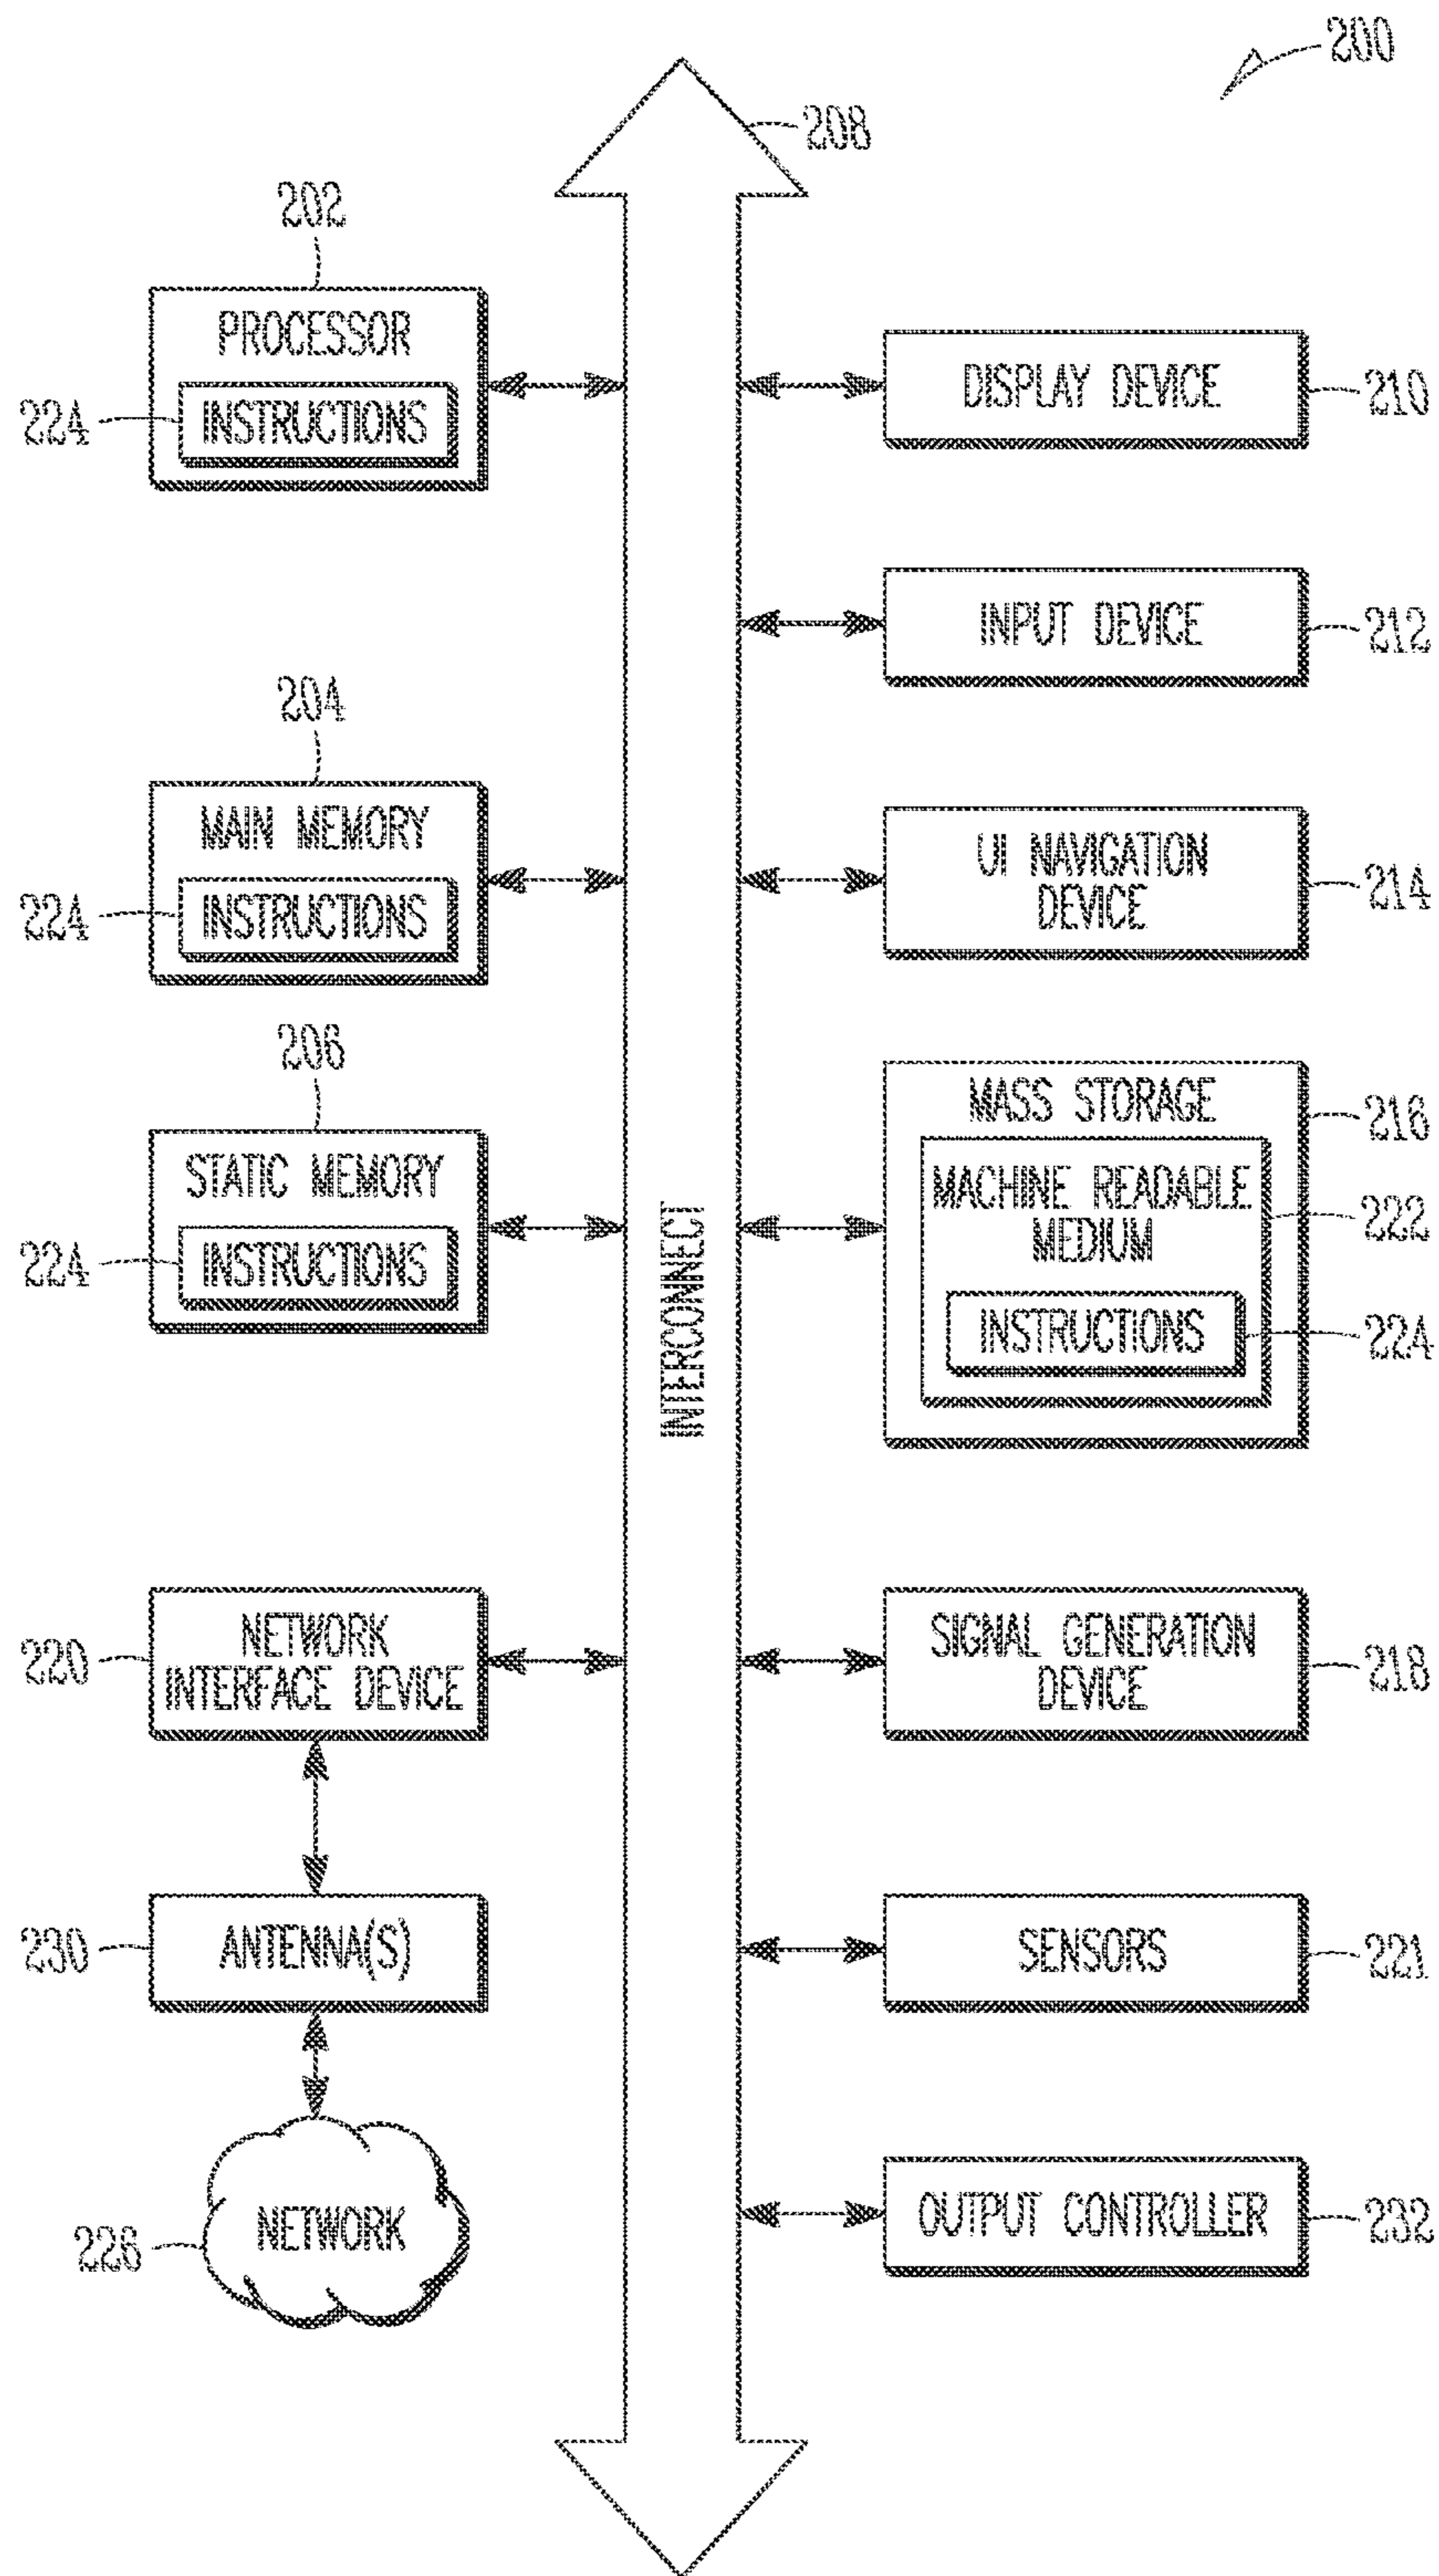 200
208
202
PROCESSOR
224
INSTRUCTIONS
DISPLAY DEVICE
210
INPUT DEVICE
212
204
MAIN MEMORY
224
INSTRUCTIONS
UI NAVIGATION
DEVICE
214
206
STATIC MEMORY
224
INSTRUCTIONS
MASS STORAGE
216
MACHINE READABLE
MEDIUM
222
INSTRUCTIONS
224
INTERCONNECT
220
NETWORK
INTERFACE DEVICE
SIGNAL GENERATION
DEVICE
218
230
ANTENNA(S)
SENSORS
221
226
NETWORK
OUTPUT CONTROLLER
232